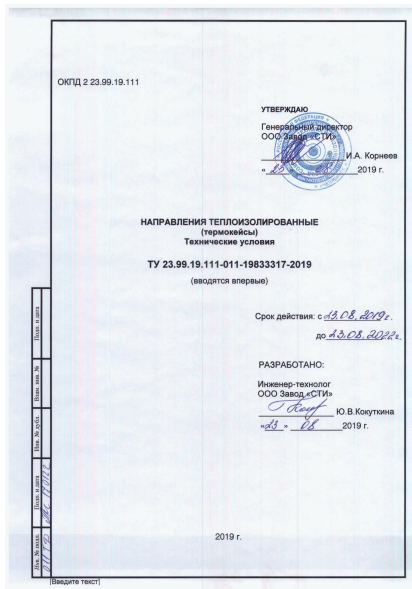 ОКПД 2 23.99.19.111
УТВЕРЖДАЮ
Генеральный директор
ООО Завод «СТИ»
И.А. Корнеев
« 23 » 2019 г.
НАПРАВЛЕНИЯ ТЕПЛОИЗОЛИРОВАННЫЕ
(термокейсы)
Технические условия
ТУ 23.99.19.111-011-19833317-2019
(вводятся впервые)
Срок действия: с 23.08.2019г.
до 23.08.2022г.
РАЗРАБОТАНО:
Инженер-технолог
ООО Завод «СТИ»
Ю.В.Кокуткина
«23» 08 2019 г.
Подп. и дата
Взам. инв. №
Инв. № дубл.
Подп. и дата
Инв. № подл.
2019 г.
[Введите текст]